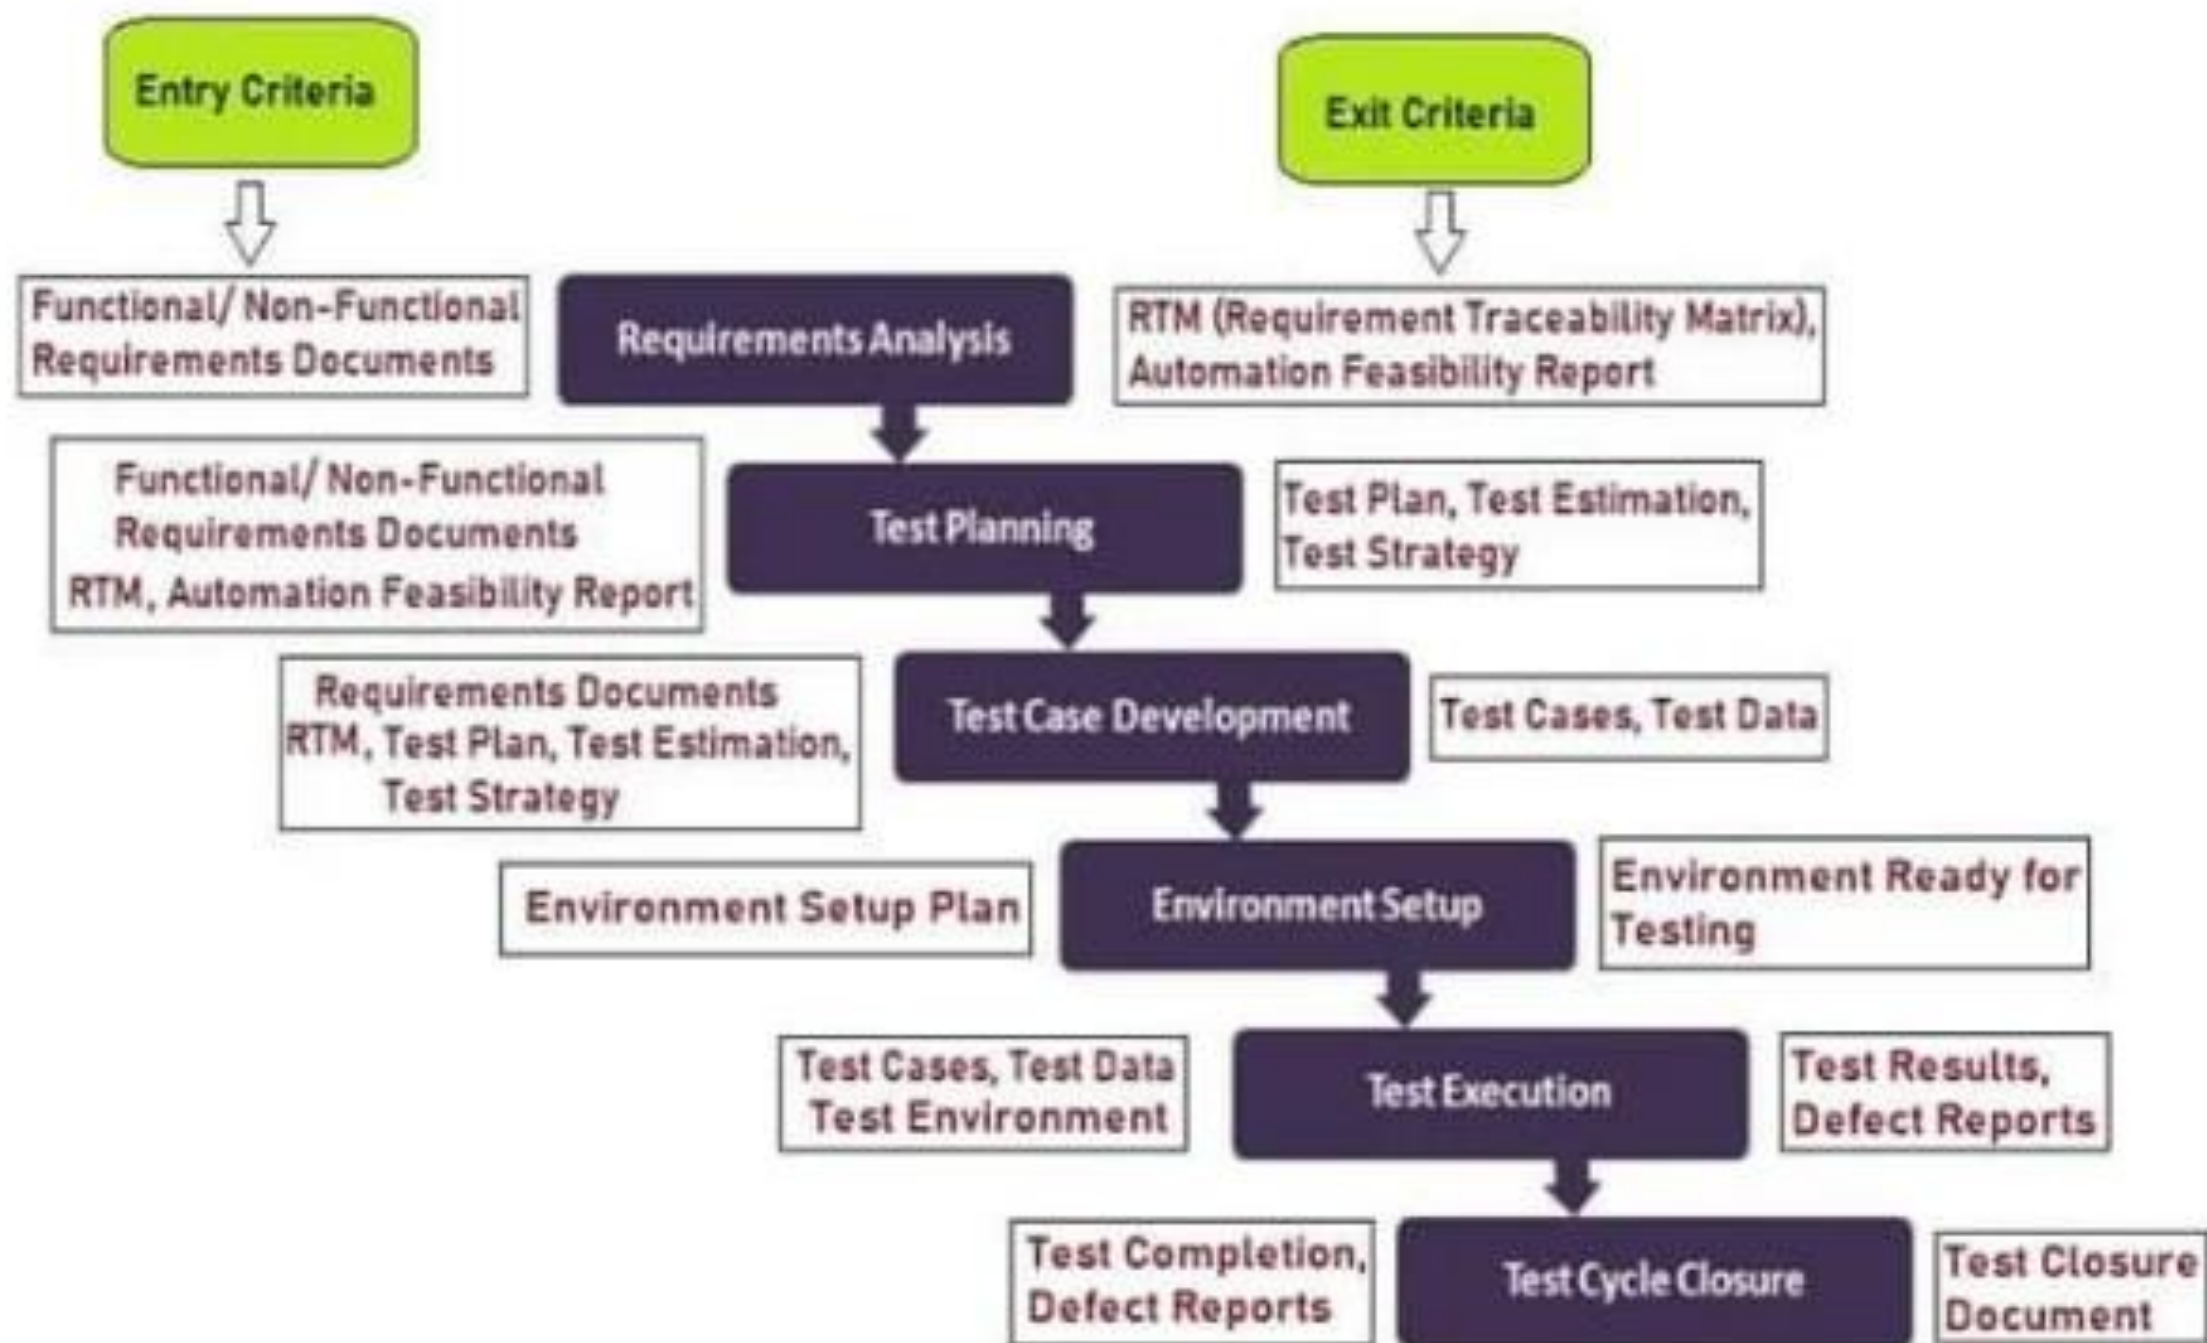 Entry Criteria
Exit Criteria
Functional/ Non-Functional
Requirements Documents
Requirements Analysis
RTM (Requirement Traceability Matrix),
Automation Feasibility Report
Functional/ Non-Functional
Requirements Documents
RTM, Automation Feasibility Report
Test Planning
Test Plan, Test Estimation,
Test Strategy
Requirements Documents
RTM, Test Plan, Test Estimation,
Test Strategy
Test Case Development
Test Cases, Test Data
Environment Setup Plan
Environment Setup
Environment Ready for
Testing
Test Cases, Test Data
Test Environment
Test Execution
Test Results,
Defect Reports
Test Completion,
Defect Reports
Test Cycle Closure
Test Closure
Document